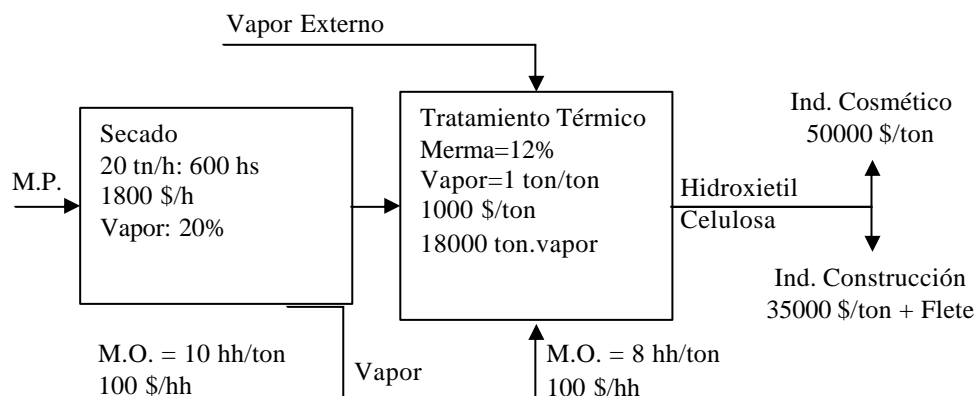 Vapor Externo
Secado
20 tn/h: 600 hs
1800 $/h
Vapor: 20%
Tratamiento Térmico
Merma=12%
Vapor=1 ton/ton
1000 $/ton
18000 ton.vapor
Ind. Cosmético
50000 $/ton
M.P.
Hidroxietil
Celulosa
Ind. Construcción
35000 $/ton + Flete
M.O. = 10 hh/ton
100 $/hh
Vapor
M.O. = 8 hh/ton
100 $/hh